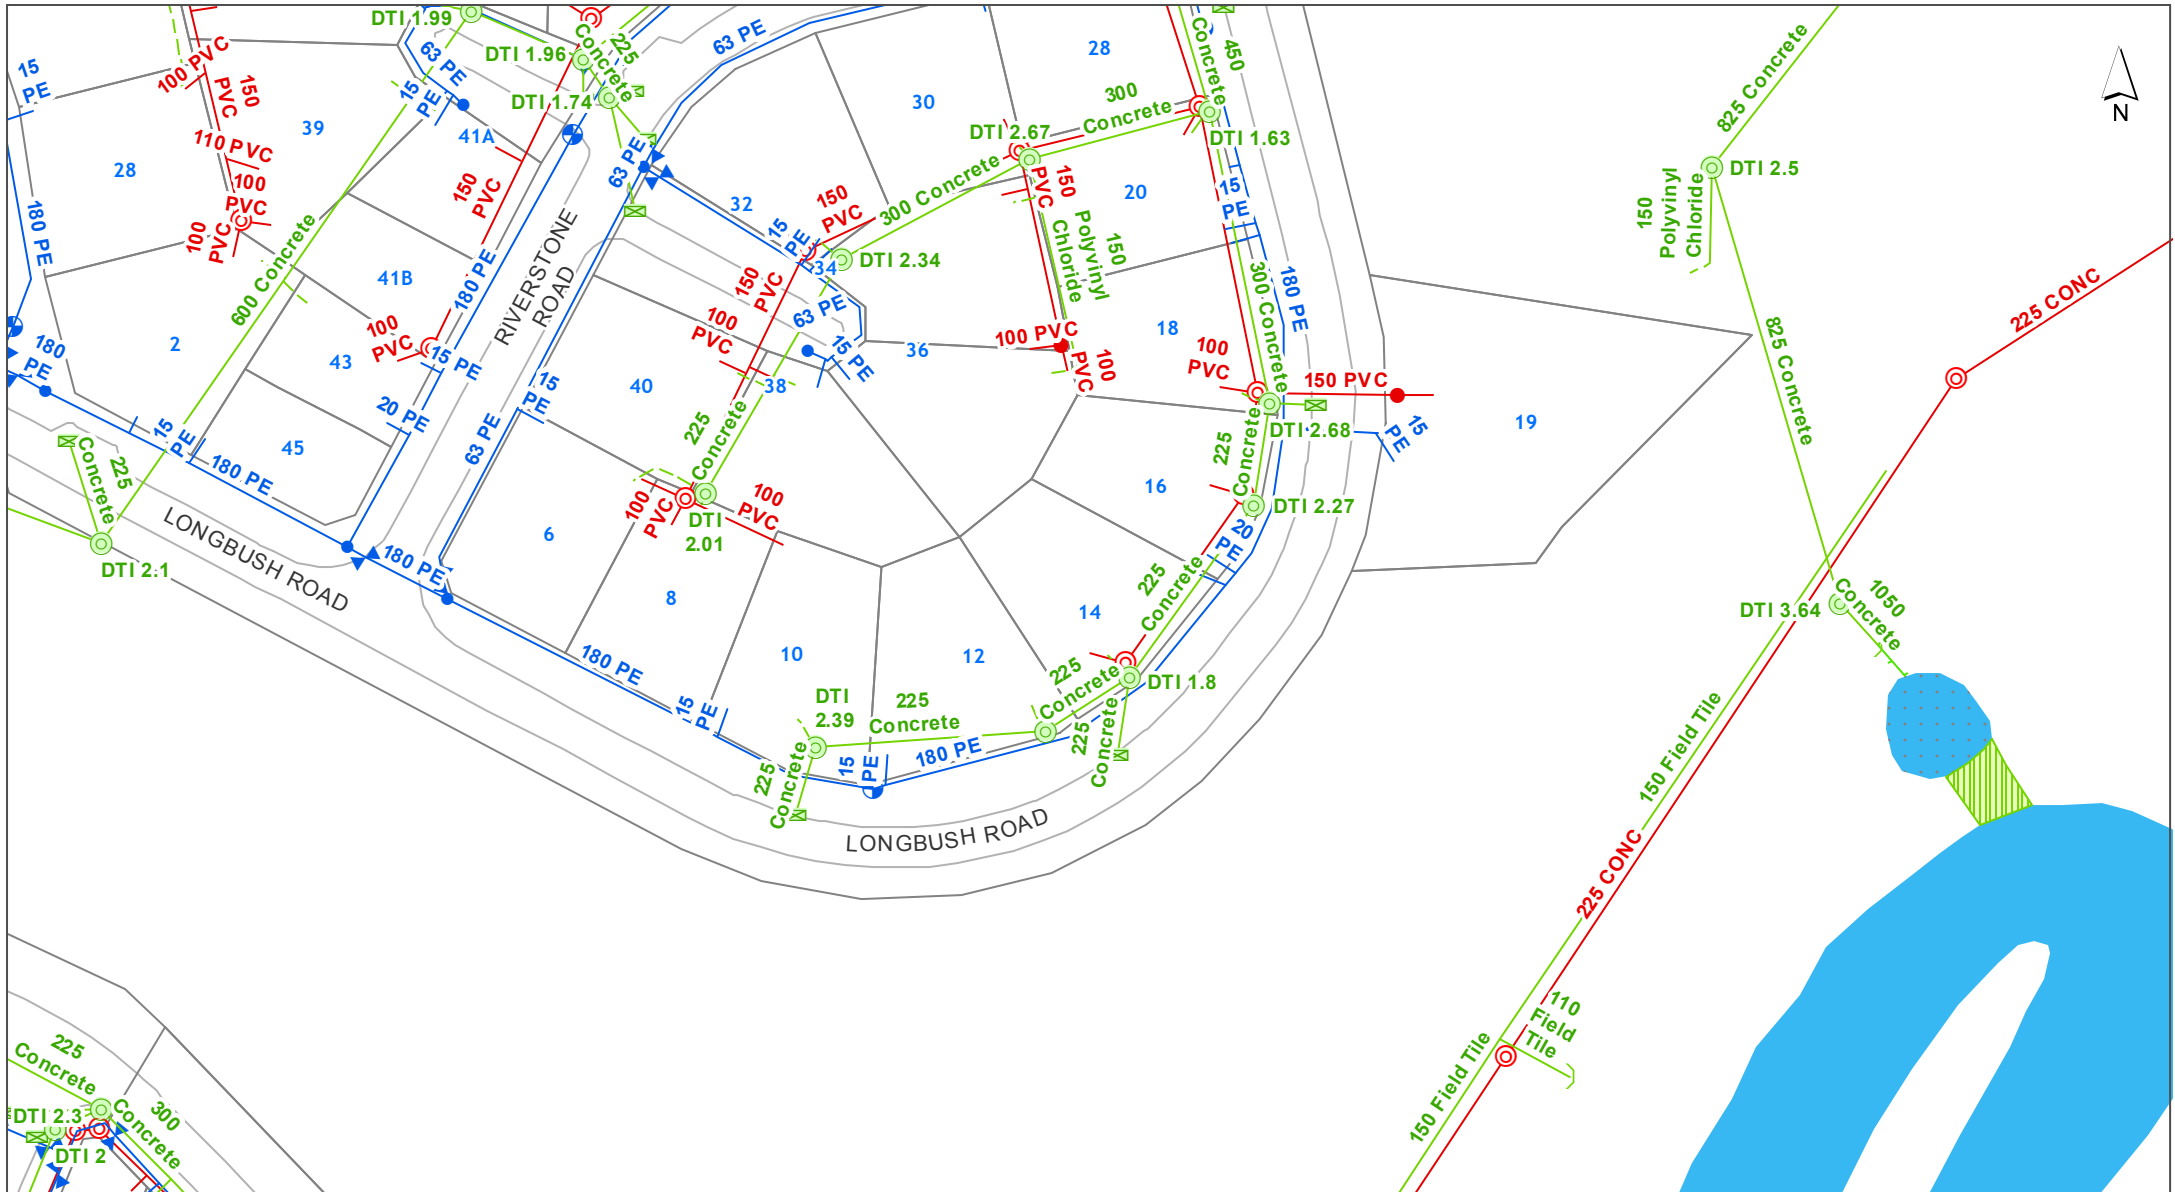 DTI 1.99
DTI 1.96
DTI 1.74
225
Concrete
63 PE
63 PE
15
PE
100 PVC
150
PVC
15
PE
39
41A
28
110 PVC
100
PVC
100
PVC
180 PE
600 Concrete
150
PVC
41B
180 PE
RIVERSTONE
ROAD
63 PE
2
43
45
100
PVC
15 PE
20 PE
180
PE
15
PE
180 PE
225
Concrete
DTI 2.1
LONGBUSH ROAD
180 PE
63 PE
15
PE
30
28
32
15
PE
150
PVC
34
DTI 2.34
300 Concrete
DTI 2.67
300
Concrete
450
Concrete
DTI 1.63
20
15
PE
150
PVC
150
Polyvinyl
Chloride
180 PE
300 Concrete
18
100 PVC
100
PVC
100
PVC
150 PVC
150
PVC
63 PE
15 PE
36
100
PVC
40
38
225
Concrete
DTI
2.01
100
PVC
100
PVC
6
8
10
12
14
16
DTI 2.68
15
PE
19
225
Concrete
DTI 2.27
20
PE
225
Concrete
DTI 1.8
225
Concrete
225
Concrete
180 PE
15
PE
DTI
2.39
225
Concrete
225
Concrete
15
PE
180 PE
LONGBUSH ROAD
825 Concrete
DTI 2.5
150
Polyvinyl
Chloride
825 Concrete
225 CONC
N
DTI 3.64
1050
Concrete
150 Field Tile
225 CONC
110
Field
Tile
150 Field Tile
225
Concrete
DTI 2.3
DTI 2
300
Concrete